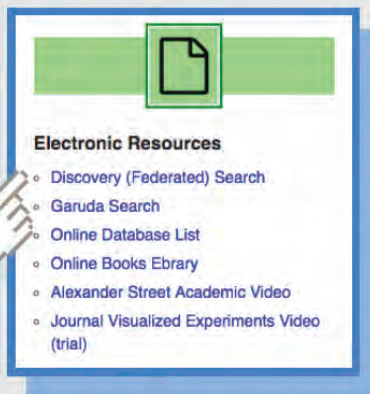 Electronic Resources
Discovery (Federated) Search
Garuda Search
Online Database List
Online Books Ebrary
Alexander Street Academic Video
Journal Visualized Experiments Video
(trial)